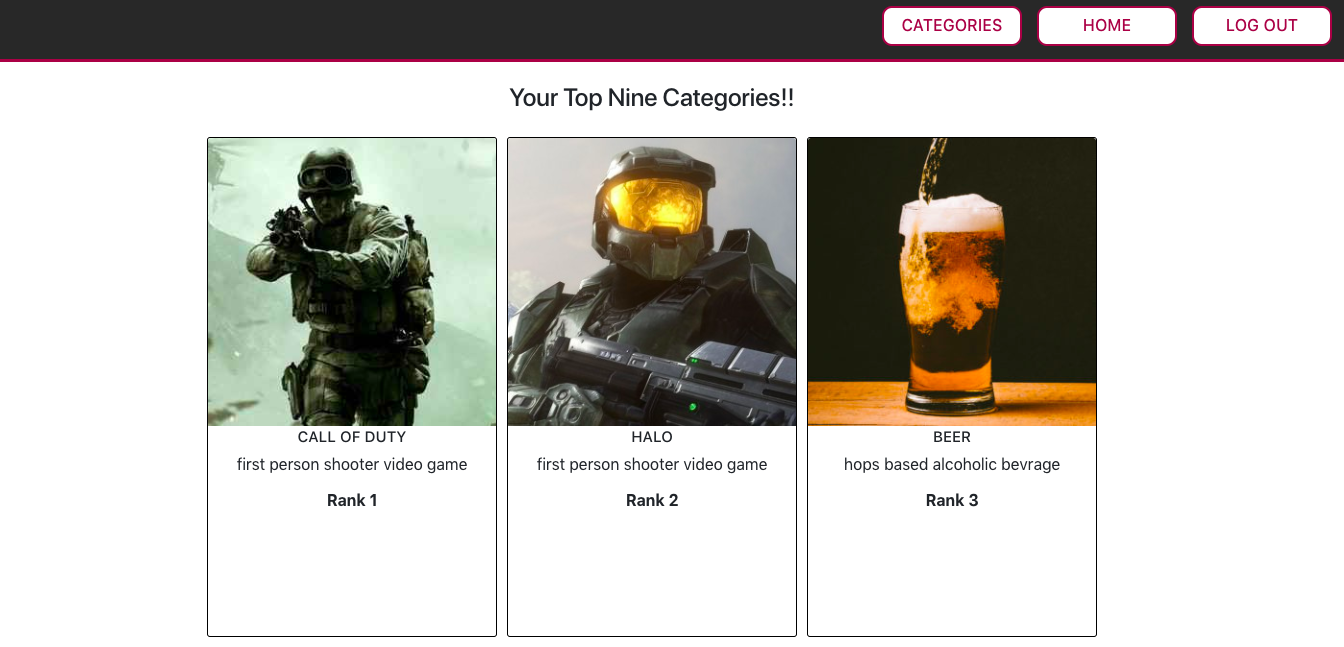 CATEGORIES HOME LOG OUT
Your Top Nine Categories!!
CALL OF DUTY
first person shooter video game
Rank 1
HALO
first person shooter video game
Rank 2
BEER
hops based alcoholic bevrage
Rank 3